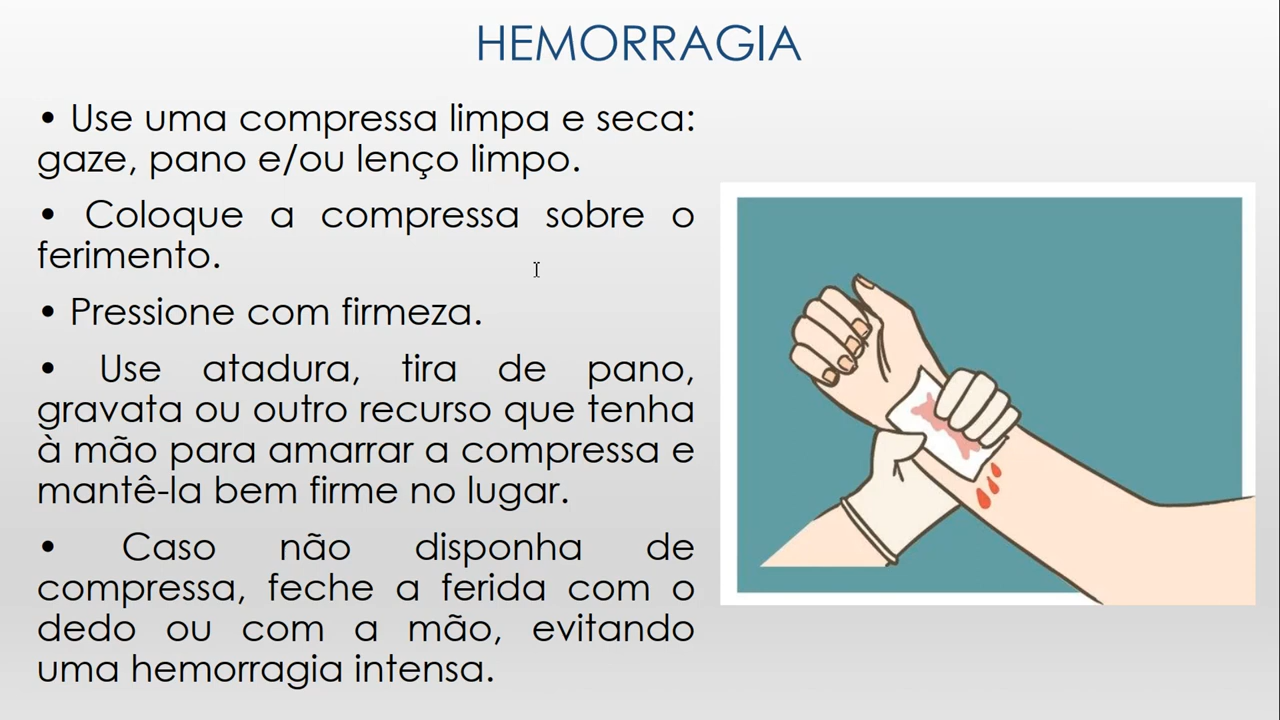 HEMORRAGIA
• Use uma compressa limpa e seca:
gaze, pano e/ou lenço limpo.
• Coloque a compressa sobre o
ferimento.
• Pressione com firmeza.
• Use atadura, tira de pano,
gravata ou outro recurso que tenha
à mão para amarrar a compressa e
mantê-la bem firme no lugar.
• Caso não disponha de
compressa, feche a ferida com o
dedo ou com a mão, evitando
uma hemorragia intensa.